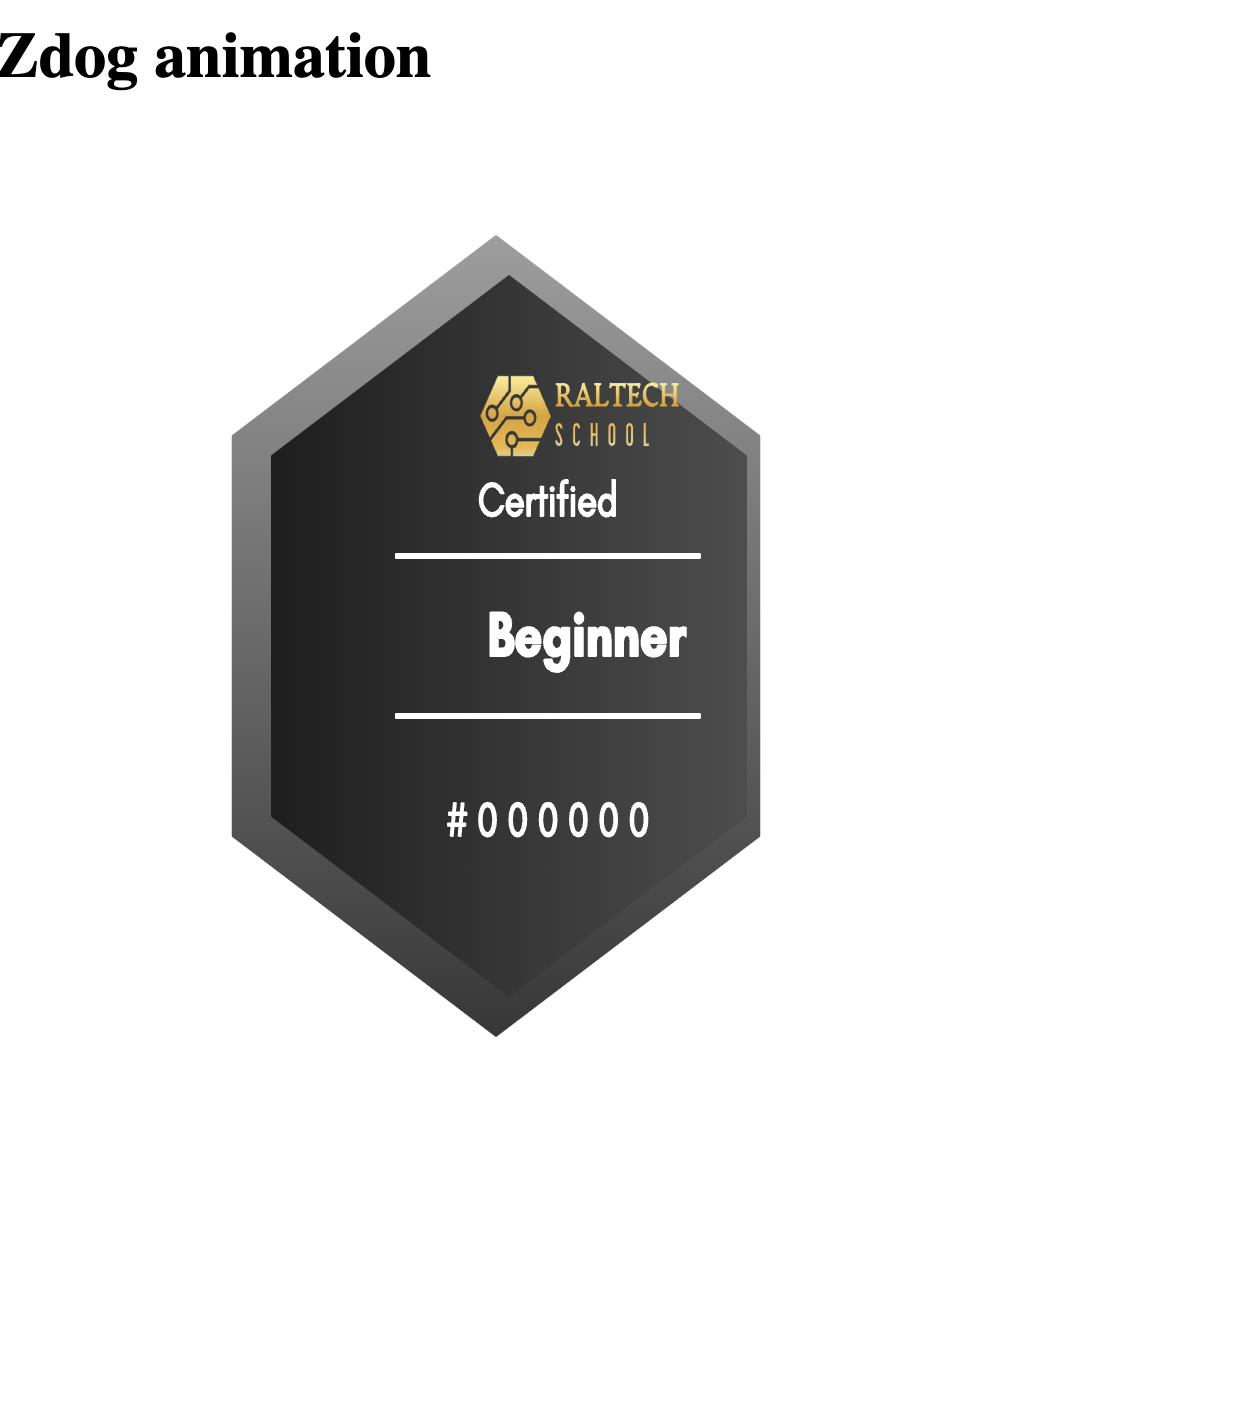 Zdog animation
RALTECH
SCHOOL
Certified
Beginner
#000000